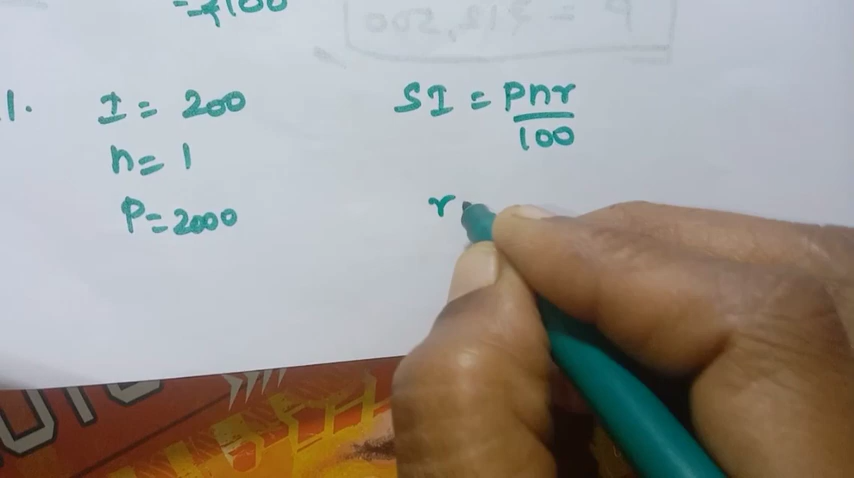 1. I = 200
n = 1
P = 2000
SI = pnr
100
r